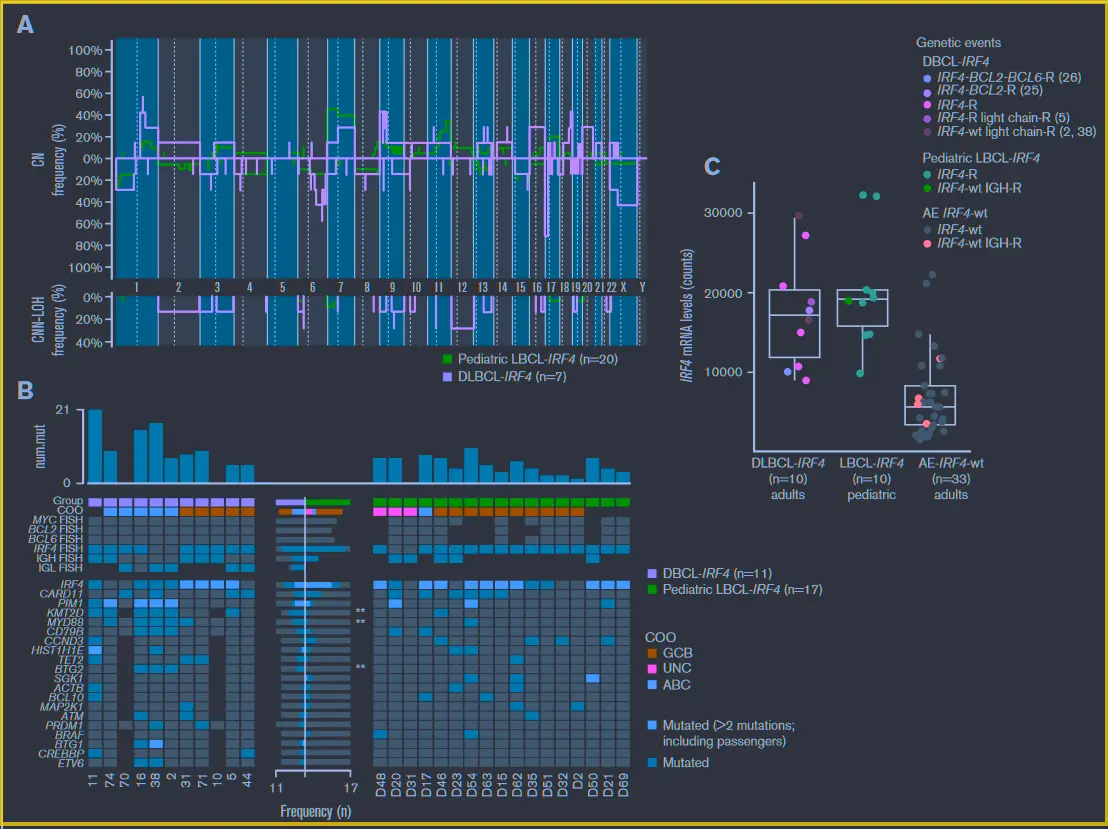 A
100%
80%
60%
40%
20%
0%
20%
40%
60%
80%
100%
CN
frequency (%)
1 2 3 4 5 6 7 8 9 10 11 12 13 14 15 16 17 18 19 20 21 22 X Y
0%
20%
40%
CNN-LOH
frequency (%)
Pediatric LBCL-IRF4 (n=20)
DLBCL-IRF4 (n=7)
B
21
0
num.mut
Group
COO
MYC FISH
BCL2 FISH
BCL6 FISH
IRF4 FISH
IGH FISH
IGL FISH
IRF4
CARD11
PIM1
KMT2D
**
MYD88
**
CD79B
CCND3
HIST1H1E
TET2
BTG2
**
SGK1
ACTB
BCL10
MAP2K1
ATM
PRDM1
BRAF
BTG1
CREBBP
ETV6
11 74 70 16 38 2 31 71 10 5 44
11 17
Frequency (n)
D48 D20 D31 D17 D46 D23 D54 D63 D15 D62 D35 D51 D32 D2 D50 D21 D69
DBCL-IRF4 (n=11)
Pediatric LBCL-IRF4 (n=17)
COO
GCB
UNC
ABC
Mutated (>2 mutations;
including passengers)
Mutated
C
Genetic events
DBCL-IRF4
IRF4-BCL2-BCL6-R (26)
IRF4-BCL2-R (25)
IRF4-R
IRF4-R light chain-R (5)
IRF4-wt light chain-R (2, 38)
Pediatric LBCL-IRF4
IRF4-R
IRF4-wt IGH-R
AE IRF4-wt
IRF4-wt
IRF4-wt IGH-R
30000
20000
10000
IRF4 mRNA levels (counts)
DLBCL-IRF4 LBCL-IRF4 AE-IRF4-wt
(n=10) (n=10) (n=33)
adults pediatric adults